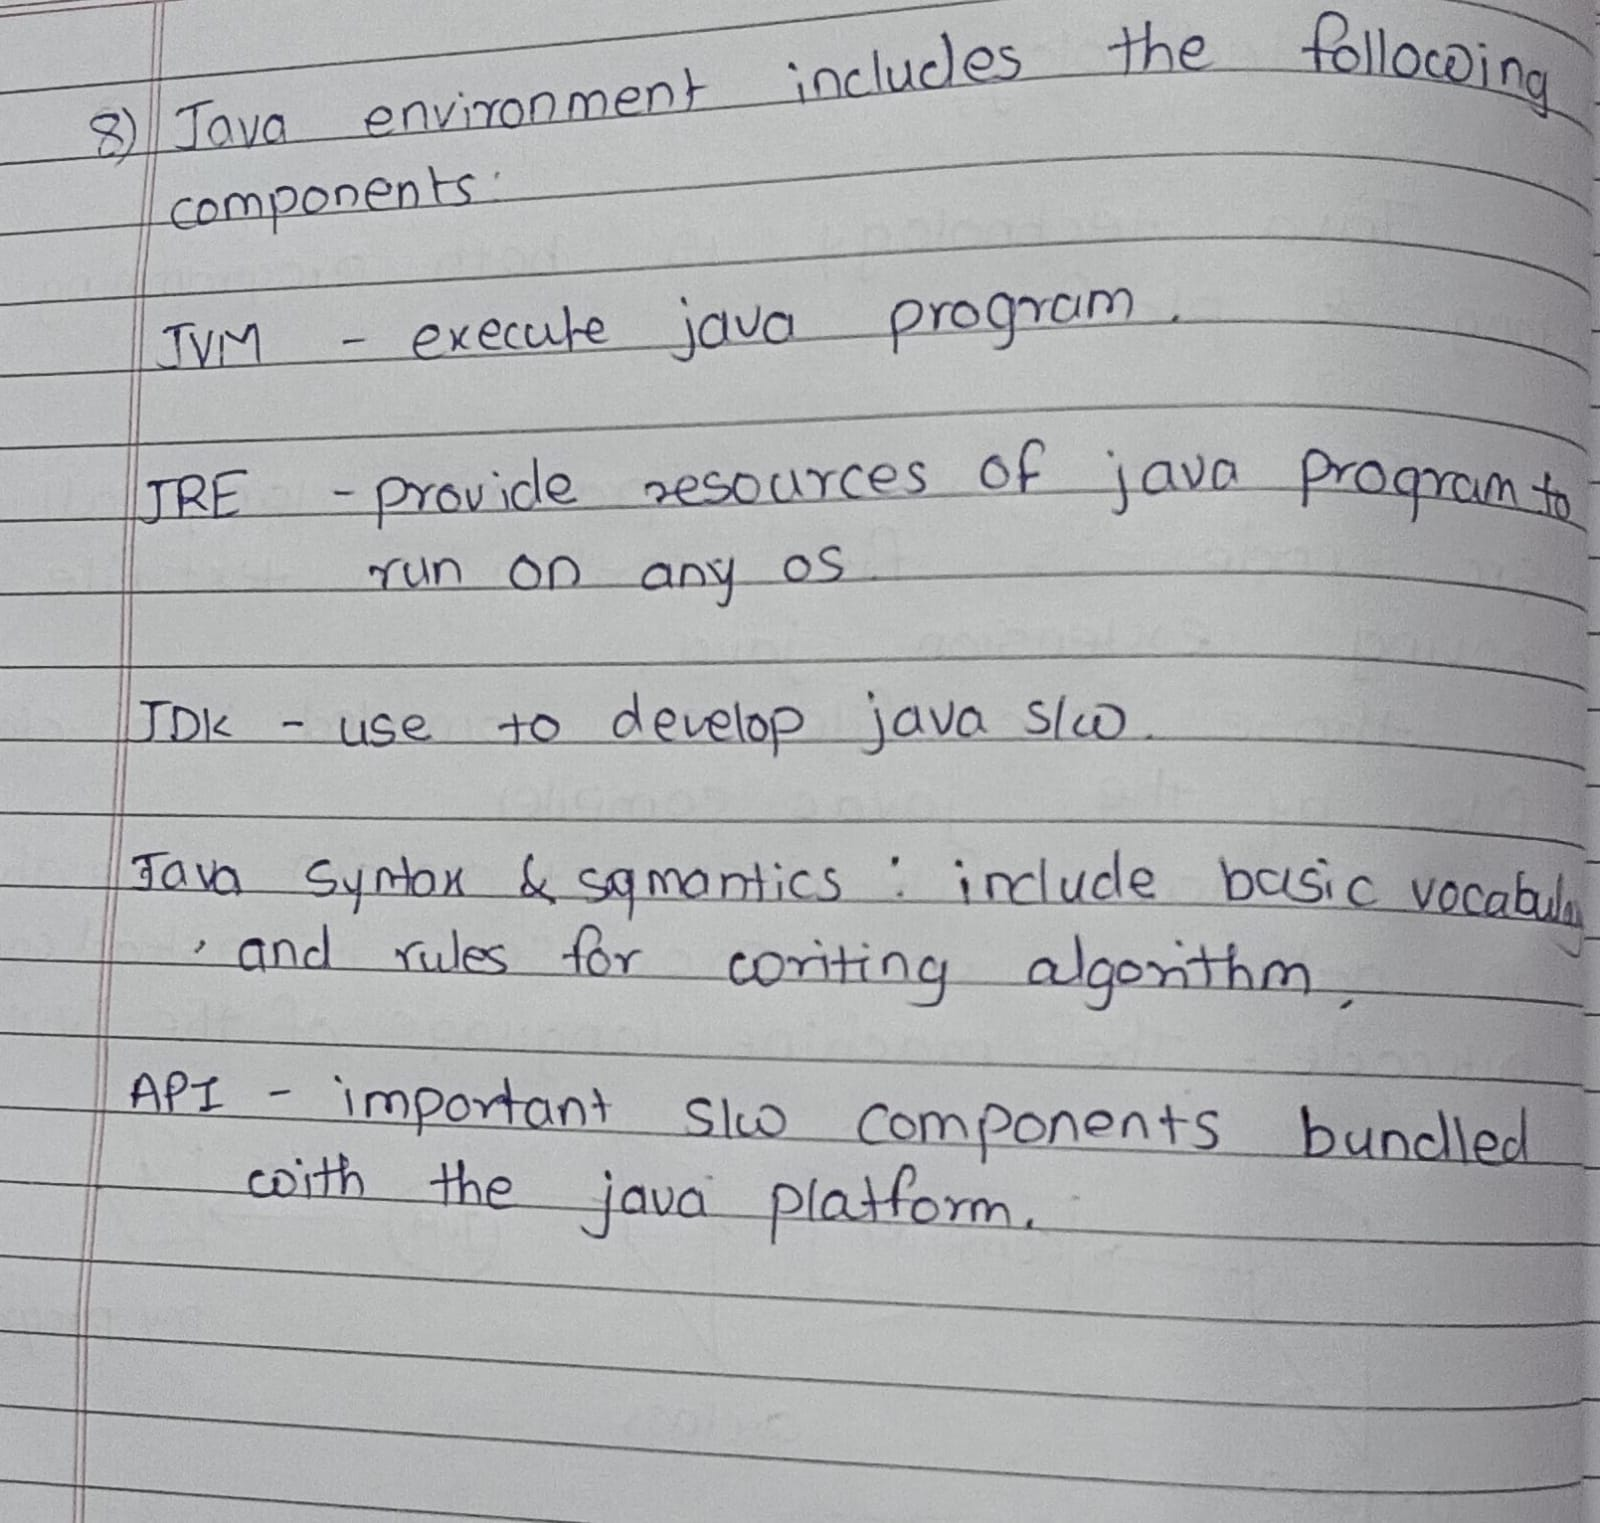 8) Java environment includes the following
components:
JVM - execute java program.
JRE - provide resources of java program to
run on any os.
JDK - use to develop java s/w.
Java Syntax & sqmantics : include basic vocabulay
, and rules for writing algorithm.
API - important s/w components bundled
with the java platform.